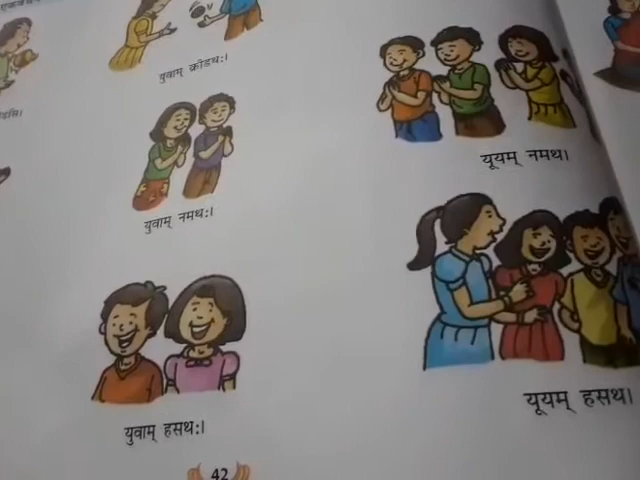 युवाम् क्रीडथः।
युवाम् नमथः।
यूयम् नमथ।
युवाम् हसथः।
यूयम् हसथ।
42